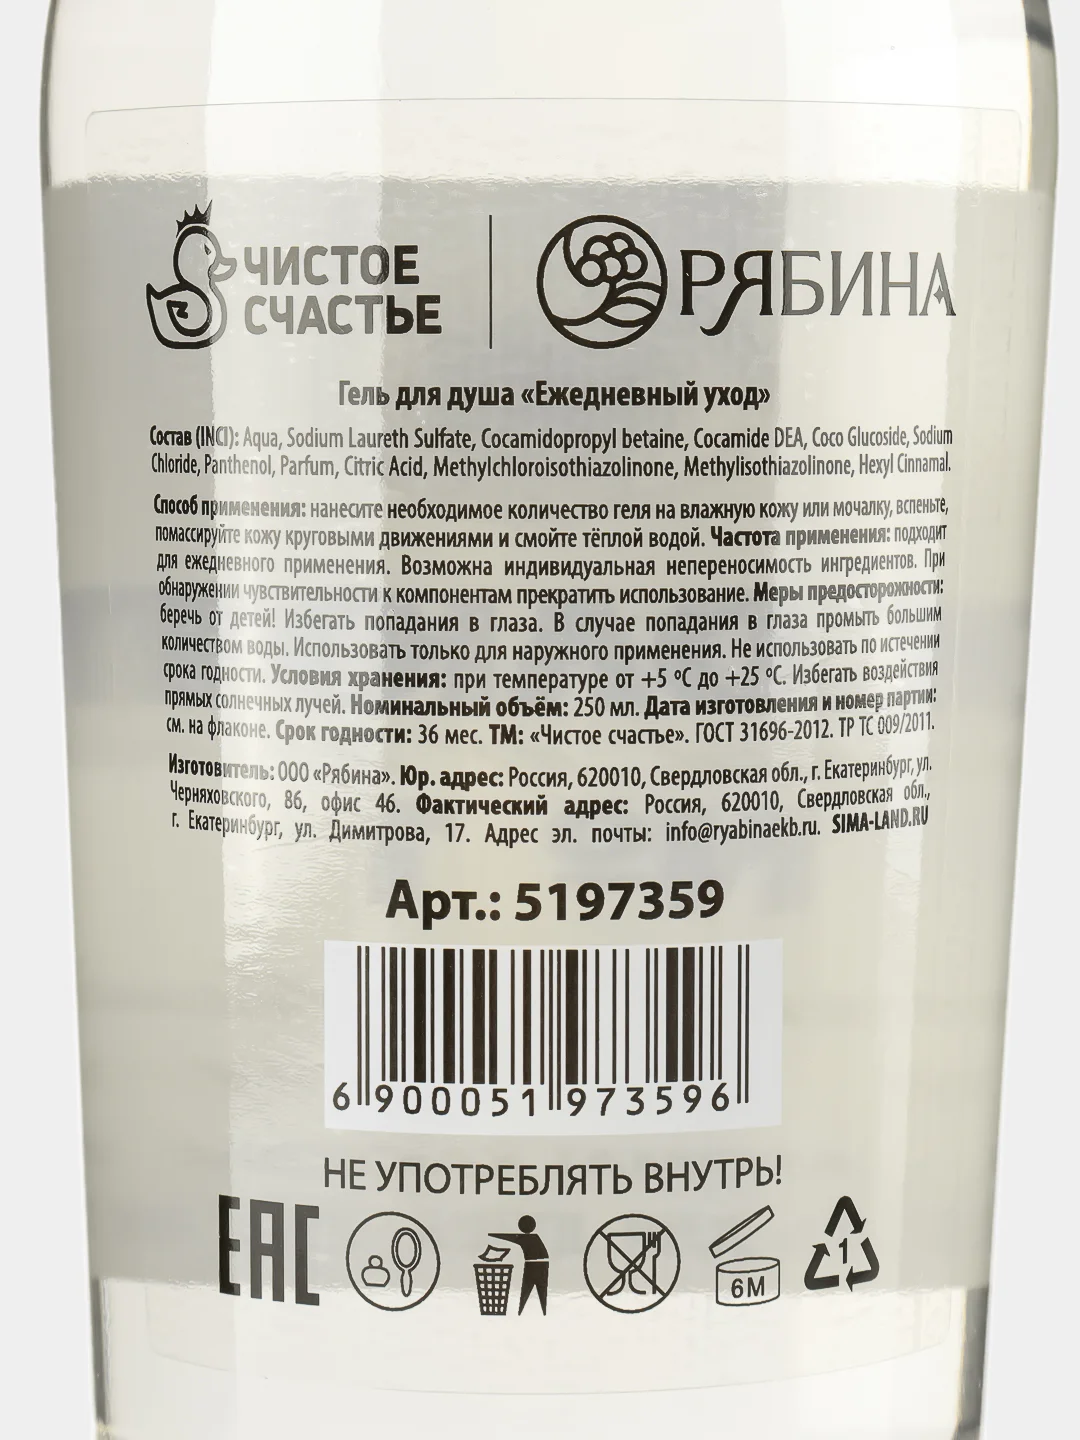 ЧИСТОЕ
СЧАСТЬЕ
РЯБИНА
Гель для душа «Ежедневный уход»
Состав (INCI): Aqua, Sodium Laureth Sulfate, Cocamidopropyl betaine, Cocamide DEA, Coco Glucoside, Sodium
Chloride, Panthenol, Parfum, Citric Acid, Methylchloroisothiazolinone, Methylisothiazolinone, Hexyl Cinnamal.
Способ применения: нанесите необходимое количество геля на влажную кожу или мочалку, вспеньте,
помассируйте кожу круговыми движениями и смойте тёплой водой. Частота применения: подходит
для ежедневного применения. Возможна индивидуальная непереносимость ингредиентов. При
обнаружении чувствительности к компонентам прекратить использование. Меры предосторожности:
беречь от детей! Избегать попадания в глаза. В случае попадания в глаза промыть большим
количеством воды. Использовать только для наружного применения. Не использовать по истечении
срока годности. Условия хранения: при температуре от +5 °С до +25 °С. Избегать воздействия
прямых солнечных лучей. Номинальный объём: 250 мл. Дата изготовления и номер партии:
см. на флаконе. Срок годности: 36 мес. ТМ: «Чистое счастье». ГОСТ 31696-2012. ТР ТС 009/2011.
Изготовитель: ООО «Рябина». Юр. адрес: Россия, 620010, Свердловская обл., г. Екатеринбург, ул.
Черняховского, 86, офис 46. Фактический адрес: Россия, 620010, Свердловская обл.,
г. Екатеринбург, ул. Димитрова, 17. Адрес эл. почты: info@ryabinaekb.ru. SIMA-LAND.RU
Арт.: 5197359
6 900051 973596
НЕ УПОТРЕБЛЯТЬ ВНУТРЬ!
EAC
6M
1